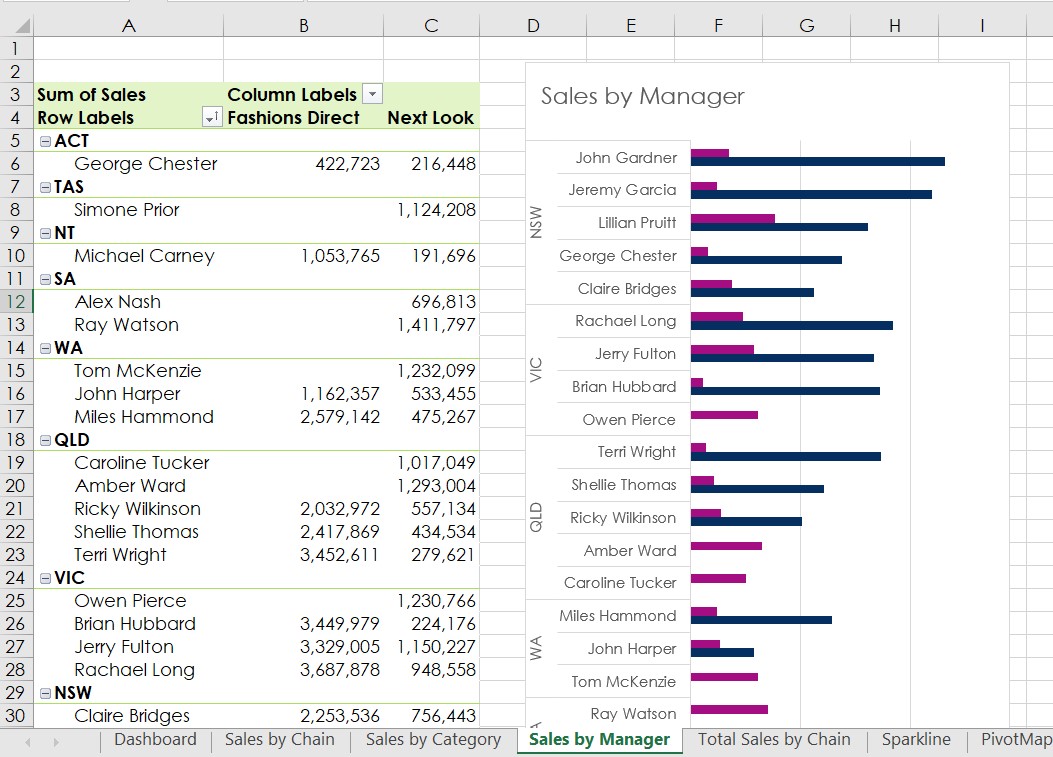 A B C D E F G H I
1
2
3 Sum of Sales Column Labels
4 Row Labels Fashions Direct Next Look
5 ACT
6 George Chester 422,723 216,448
7 TAS
8 Simone Prior 1,124,208
9 NT
10 Michael Carney 1,053,765 191,696
11 SA
12 Alex Nash 696,813
13 Ray Watson 1,411,797
14 WA
15 Tom McKenzie 1,232,099
16 John Harper 1,162,357 533,455
17 Miles Hammond 2,579,142 475,267
18 QLD
19 Caroline Tucker 1,017,049
20 Amber Ward 1,293,004
21 Ricky Wilkinson 2,032,972 557,134
22 Shellie Thomas 2,417,869 434,534
23 Terri Wright 3,452,611 279,621
24 VIC
25 Owen Pierce 1,230,766
26 Brian Hubbard 3,449,979 224,176
27 Jerry Fulton 3,329,005 1,150,227
28 Rachael Long 3,687,878 948,558
29 NSW
30 Claire Bridges 2,253,536 756,443
Sales by Manager
NSW
John Gardner
Jeremy Garcia
Lillian Pruitt
George Chester
Claire Bridges
VIC
Rachael Long
Jerry Fulton
Brian Hubbard
Owen Pierce
QLD
Terri Wright
Shellie Thomas
Ricky Wilkinson
Amber Ward
Caroline Tucker
WA
Miles Hammond
John Harper
Tom McKenzie
Ray Watson
Dashboard Sales by Chain Sales by Category Sales by Manager Total Sales by Chain Sparkline PivotMap